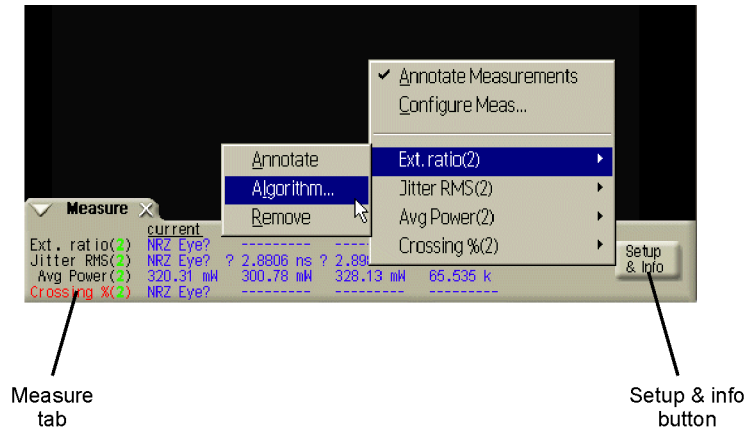 ✔ Annotate Measurements
Configure Meas...
Ext. ratio(2)
Jitter RMS(2)
Avg Power(2)
Crossing %(2)
Annotate
Algorithm...
Remove
Measure
current
Ext. ratio(2) NRZ Eye? --------- ----
Jitter RMS(2) NRZ Eye? ? 2.8806 ns ? 2.89
Avg Power(2) 320.31 mW 300.78 mW 328.13 mW 65.535 k
Crossing %(2) NRZ Eye? --------- --------- ---------
Setup
& Info
Measure
tab
Setup & info
button